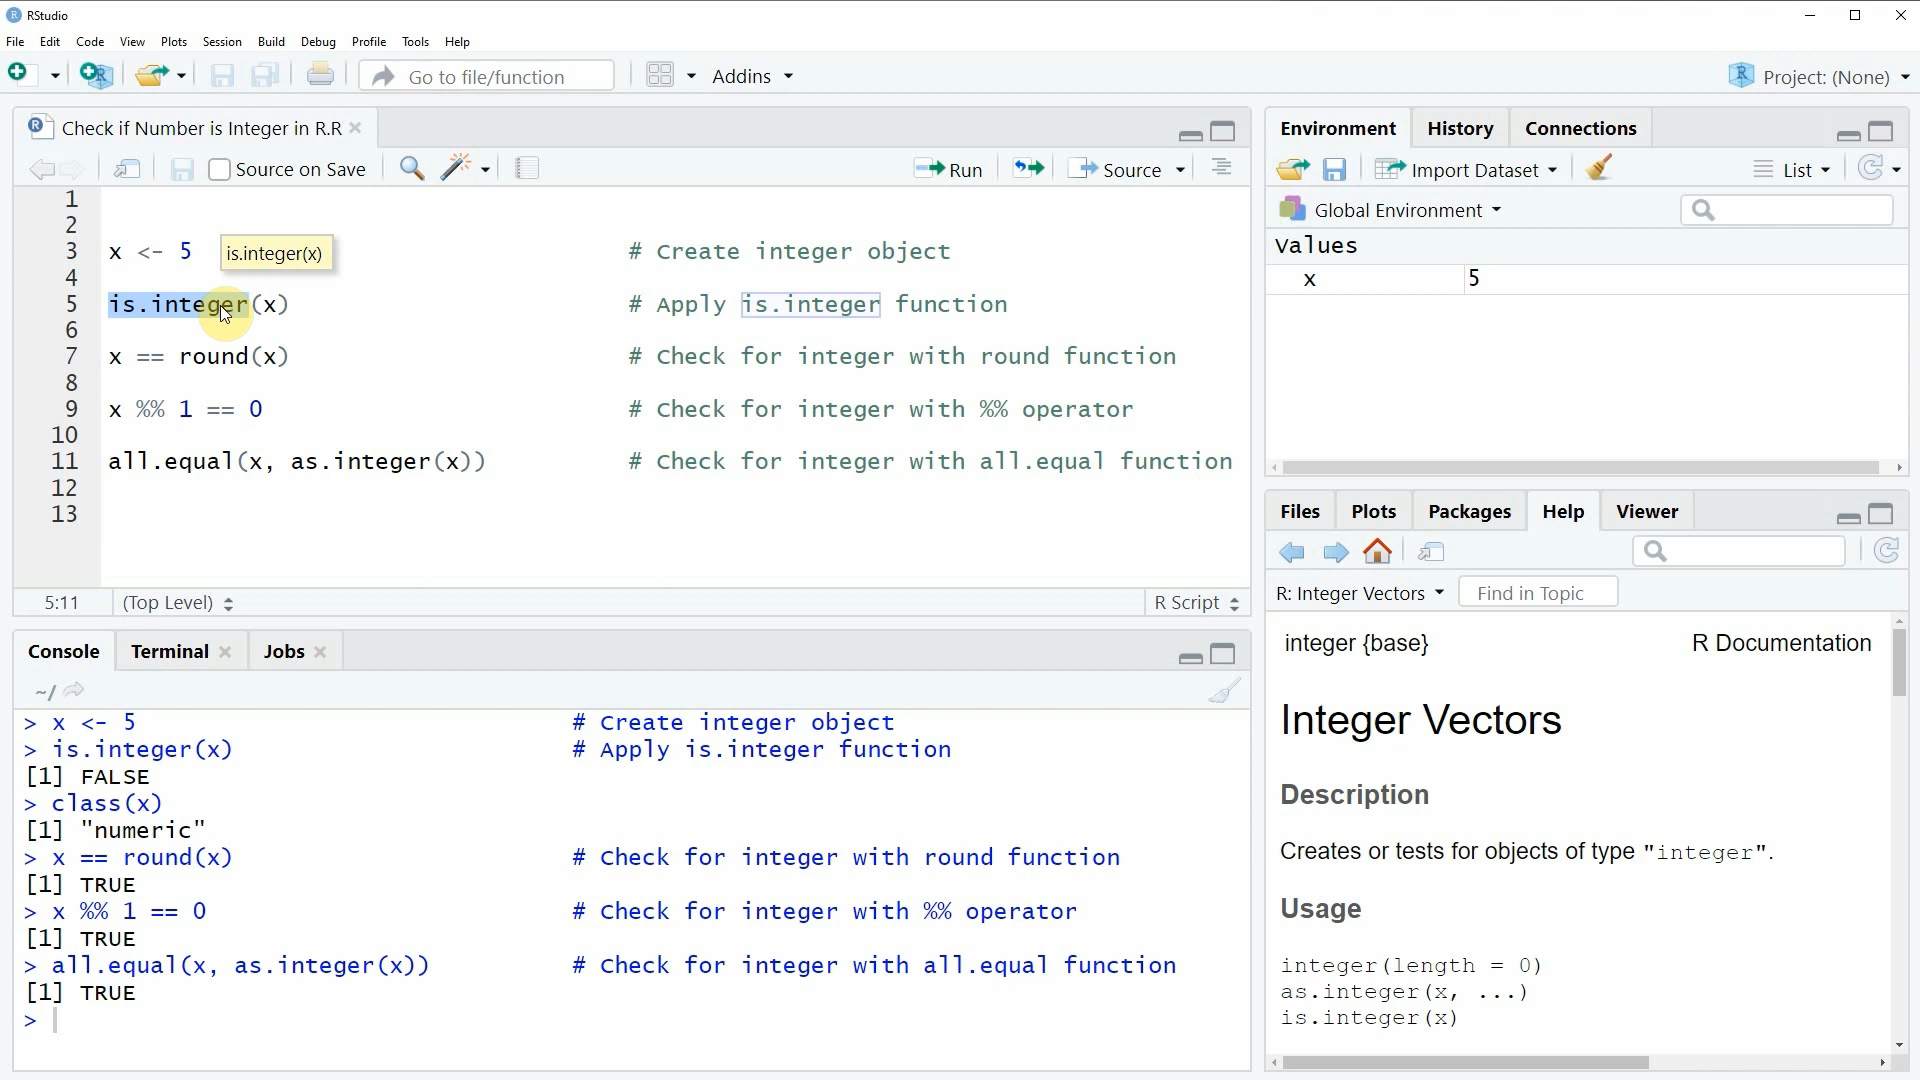 RStudio
File Edit Code View Plots Session Build Debug Profile Tools Help
Go to file/function Addins Project: (None)
Check if Number is Integer in R.R
Source on Save Run Source
1
2
3 x <- 5 # Create integer object
is.integer(x)
4
5 is.integer(x) # Apply is.integer function
6
7 x == round(x) # Check for integer with round function
8
9 x %% 1 == 0 # Check for integer with %% operator
10
11 all.equal(x, as.integer(x)) # Check for integer with all.equal function
12
13
5:11 (Top Level) R Script
Console Terminal Jobs
~/
> x <- 5 # Create integer object
> is.integer(x) # Apply is.integer function
[1] FALSE
> class(x)
[1] "numeric"
> x == round(x) # Check for integer with round function
[1] TRUE
> x %% 1 == 0 # Check for integer with %% operator
[1] TRUE
> all.equal(x, as.integer(x)) # Check for integer with all.equal function
[1] TRUE
>
Environment History Connections
Import Dataset List
Global Environment
Values
x 5
Files Plots Packages Help Viewer
R: Integer Vectors Find in Topic
integer {base} R Documentation
Integer Vectors
Description
Creates or tests for objects of type "integer".
Usage
integer(length = 0)
as.integer(x, ...)
is.integer(x)